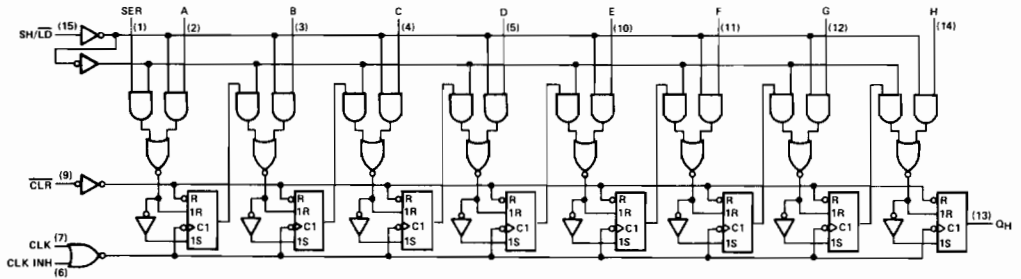 SER A B C D E F G H
SH/LD (15) (1) (2) (3) (4) (5) (10) (11) (12) (14)
CLR (9)
R R R R R R R R
1R 1R 1R 1R 1R 1R 1R 1R
C1 C1 C1 C1 C1 C1 C1 C1 (13) QH
1S 1S 1S 1S 1S 1S 1S 1S
CLK (7)
CLK INH (6)